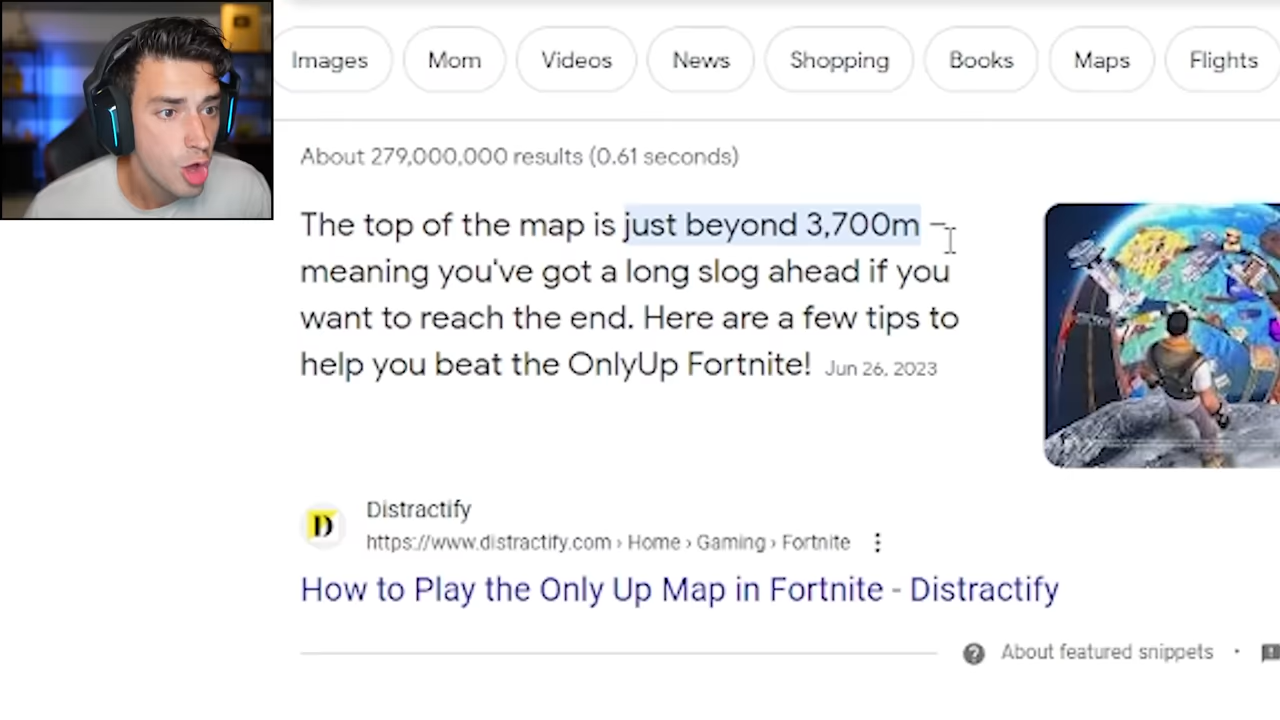 Images Mom Videos News Shopping Books Maps Flights
About 279,000,000 results (0.61 seconds)
The top of the map is just beyond 3,700m –
meaning you've got a long slog ahead if you
want to reach the end. Here are a few tips to
help you beat the OnlyUp Fortnite! Jun 26, 2023
D
Distractify
https://www.distractify.com › Home › Gaming › Fortnite
How to Play the Only Up Map in Fortnite - Distractify
About featured snippets ·